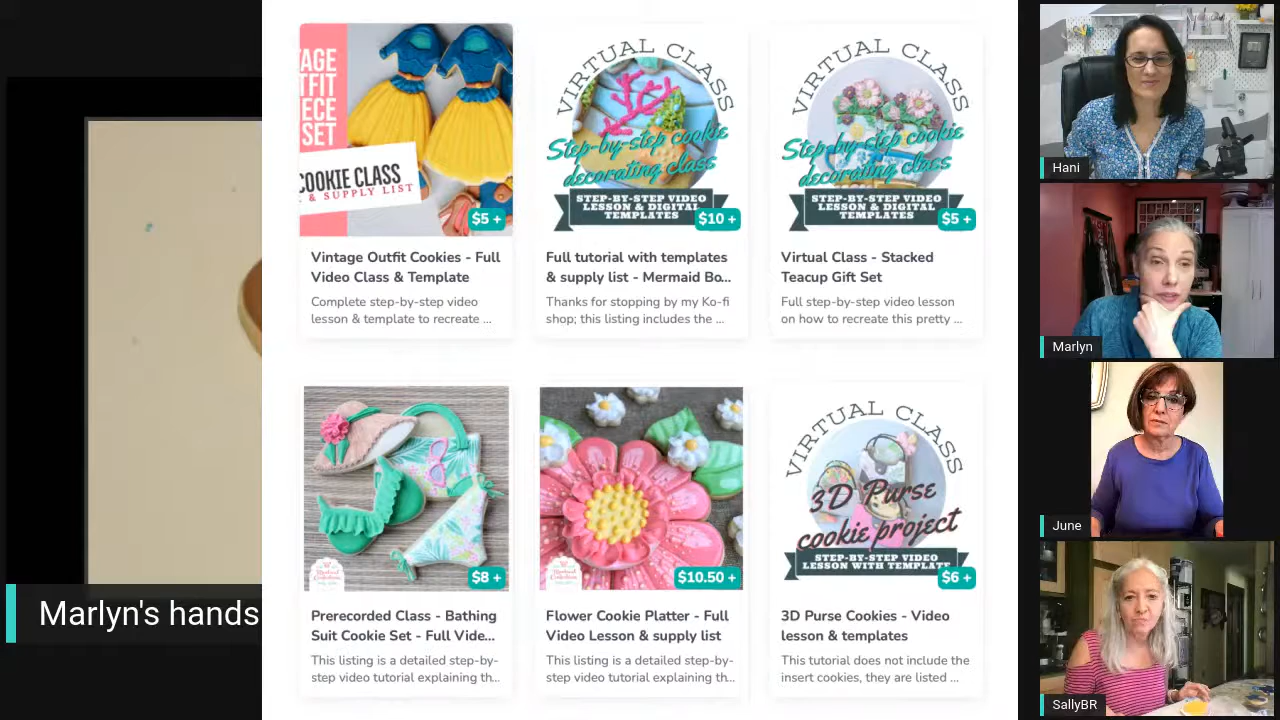 TAGE
TFIT
IECE
SET
COOKIE CLASS
& SUPPLY LIST
$5 +
Vintage Outfit Cookies - Full
Video Class & Template
Complete step-by-step video
lesson & template to recreate ...
VIRTUAL CLASS
Step-by-step cookie
decorating class
STEP-BY-STEP VIDEO
LESSON & DIGITAL
TEMPLATES
$10 +
Full tutorial with templates
& supply list - Mermaid Bo...
Thanks for stopping by my Ko-fi
shop; this listing includes the ...
VIRTUAL CLASS
Step-by-step cookie
decorating class
STEP-BY-STEP VIDEO
LESSON & DIGITAL
TEMPLATES
$5 +
Virtual Class - Stacked
Teacup Gift Set
Full step-by-step video lesson
on how to recreate this pretty ...
$8 +
Prerecorded Class - Bathing
Suit Cookie Set - Full Vide...
This listing is a detailed step-by-
step video tutorial explaining th...
$10.50 +
Flower Cookie Platter - Full
Video Lesson & supply list
This listing is a detailed step-by-
step video tutorial explaining th...
VIRTUAL CLASS
3D Purse
cookie project
STEP-BY-STEP VIDEO
LESSON WITH TEMPLATE
$6 +
3D Purse Cookies - Video
lesson & templates
This tutorial does not include the
insert cookies, they are listed ...
Marlyn's hands
Hani
Marlyn
June
SallyBR